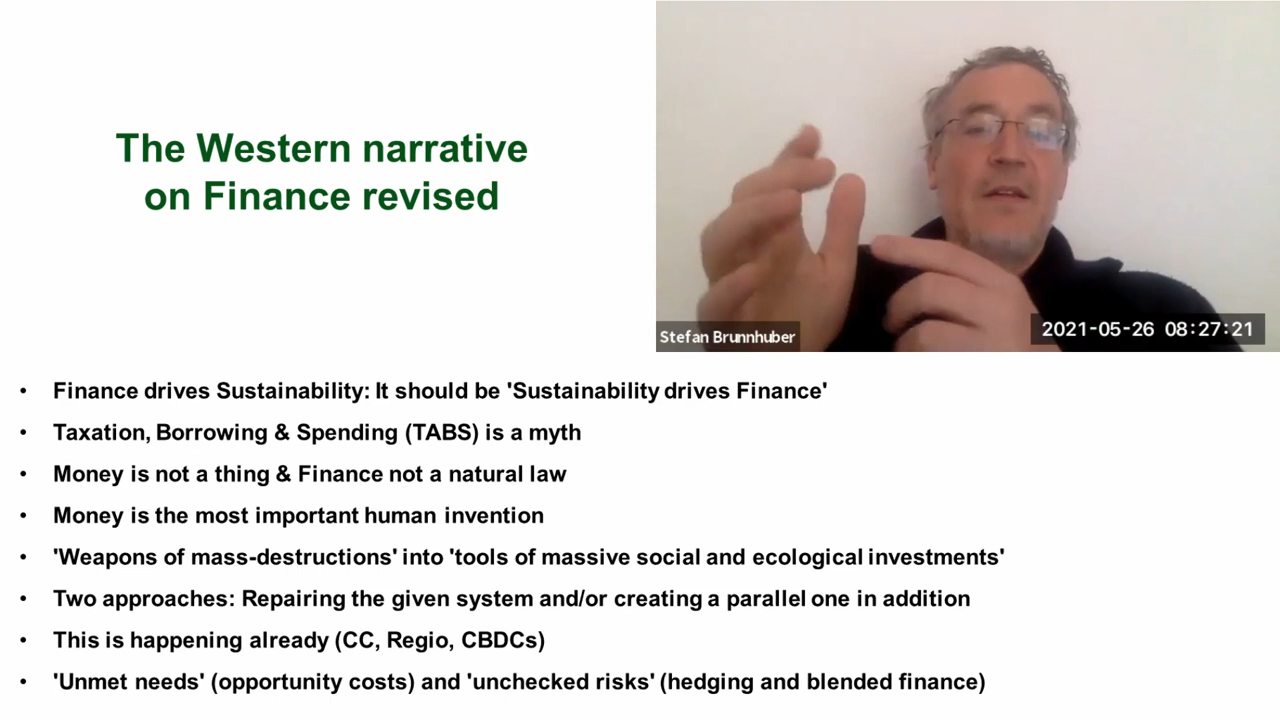 The Western narrative
on Finance revised
Stefan Brunnhuber
2021-05-26 08:27:21
• Finance drives Sustainability: It should be 'Sustainability drives Finance'
• Taxation, Borrowing & Spending (TABS) is a myth
• Money is not a thing & Finance not a natural law
• Money is the most important human invention
• 'Weapons of mass-destructions' into 'tools of massive social and ecological investments'
• Two approaches: Repairing the given system and/or creating a parallel one in addition
• This is happening already (CC, Regio, CBDCs)
• 'Unmet needs' (opportunity costs) and 'unchecked risks' (hedging and blended finance)